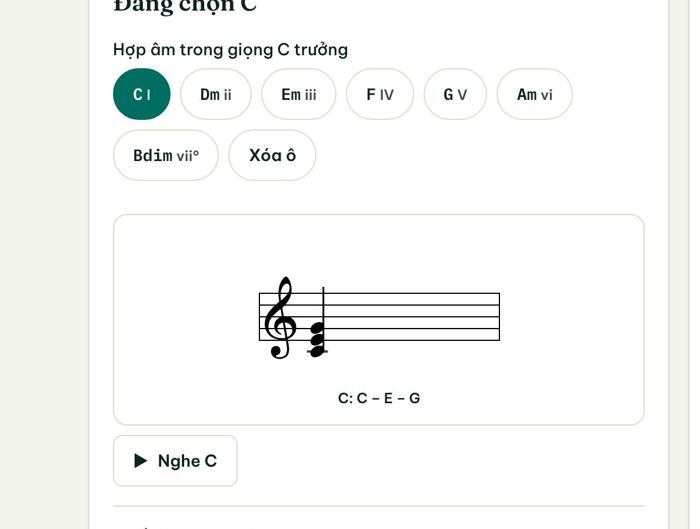 Đang chọn C
Hợp âm trong giọng C trưởng
C I
Dm ii
Em iii
F IV
G V
Am vi
Bdim vii°
Xóa ô
C: C – E – G
Nghe C